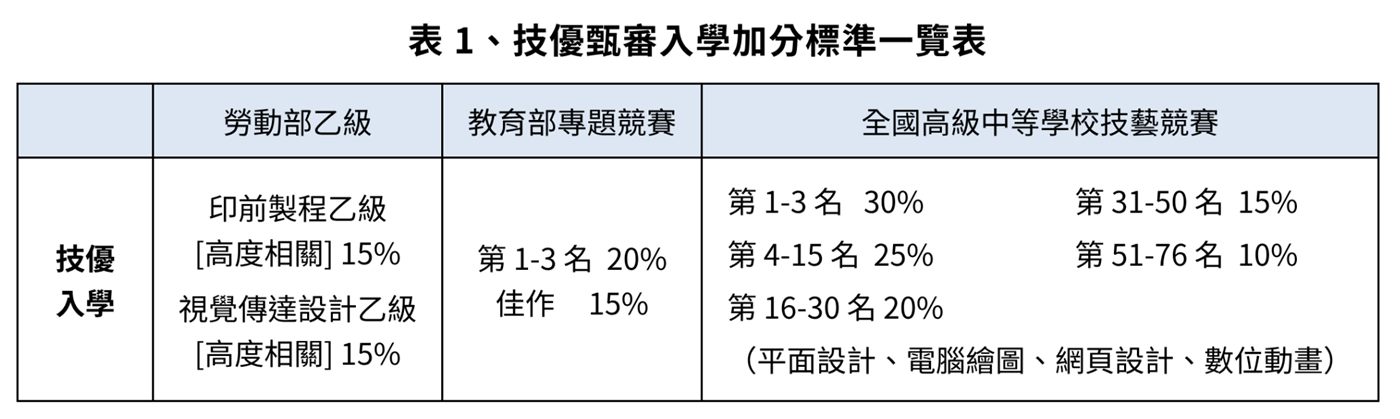 表 1、技優甄審入學加分標準一覽表
勞動部乙級
教育部專題競賽
全國高級中等學校技藝競賽
技優
入學
印前製程乙級
[高度相關] 15%
視覺傳達設計乙級
[高度相關] 15%
第 1-3 名 20%
佳作 15%
第 1-3 名 30%
第 4-15 名 25%
第 16-30 名 20%
第 31-50 名 15%
第 51-76 名 10%
（平面設計、電腦繪圖、網頁設計、數位動畫）